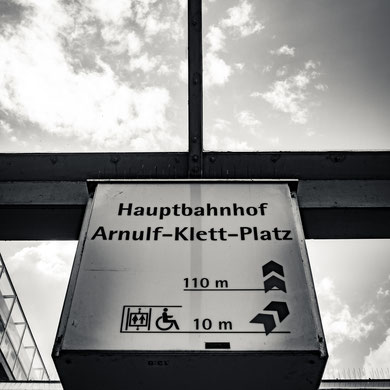 Hauptbahnhof
Arnulf-Klett-Platz
110 m
10 m